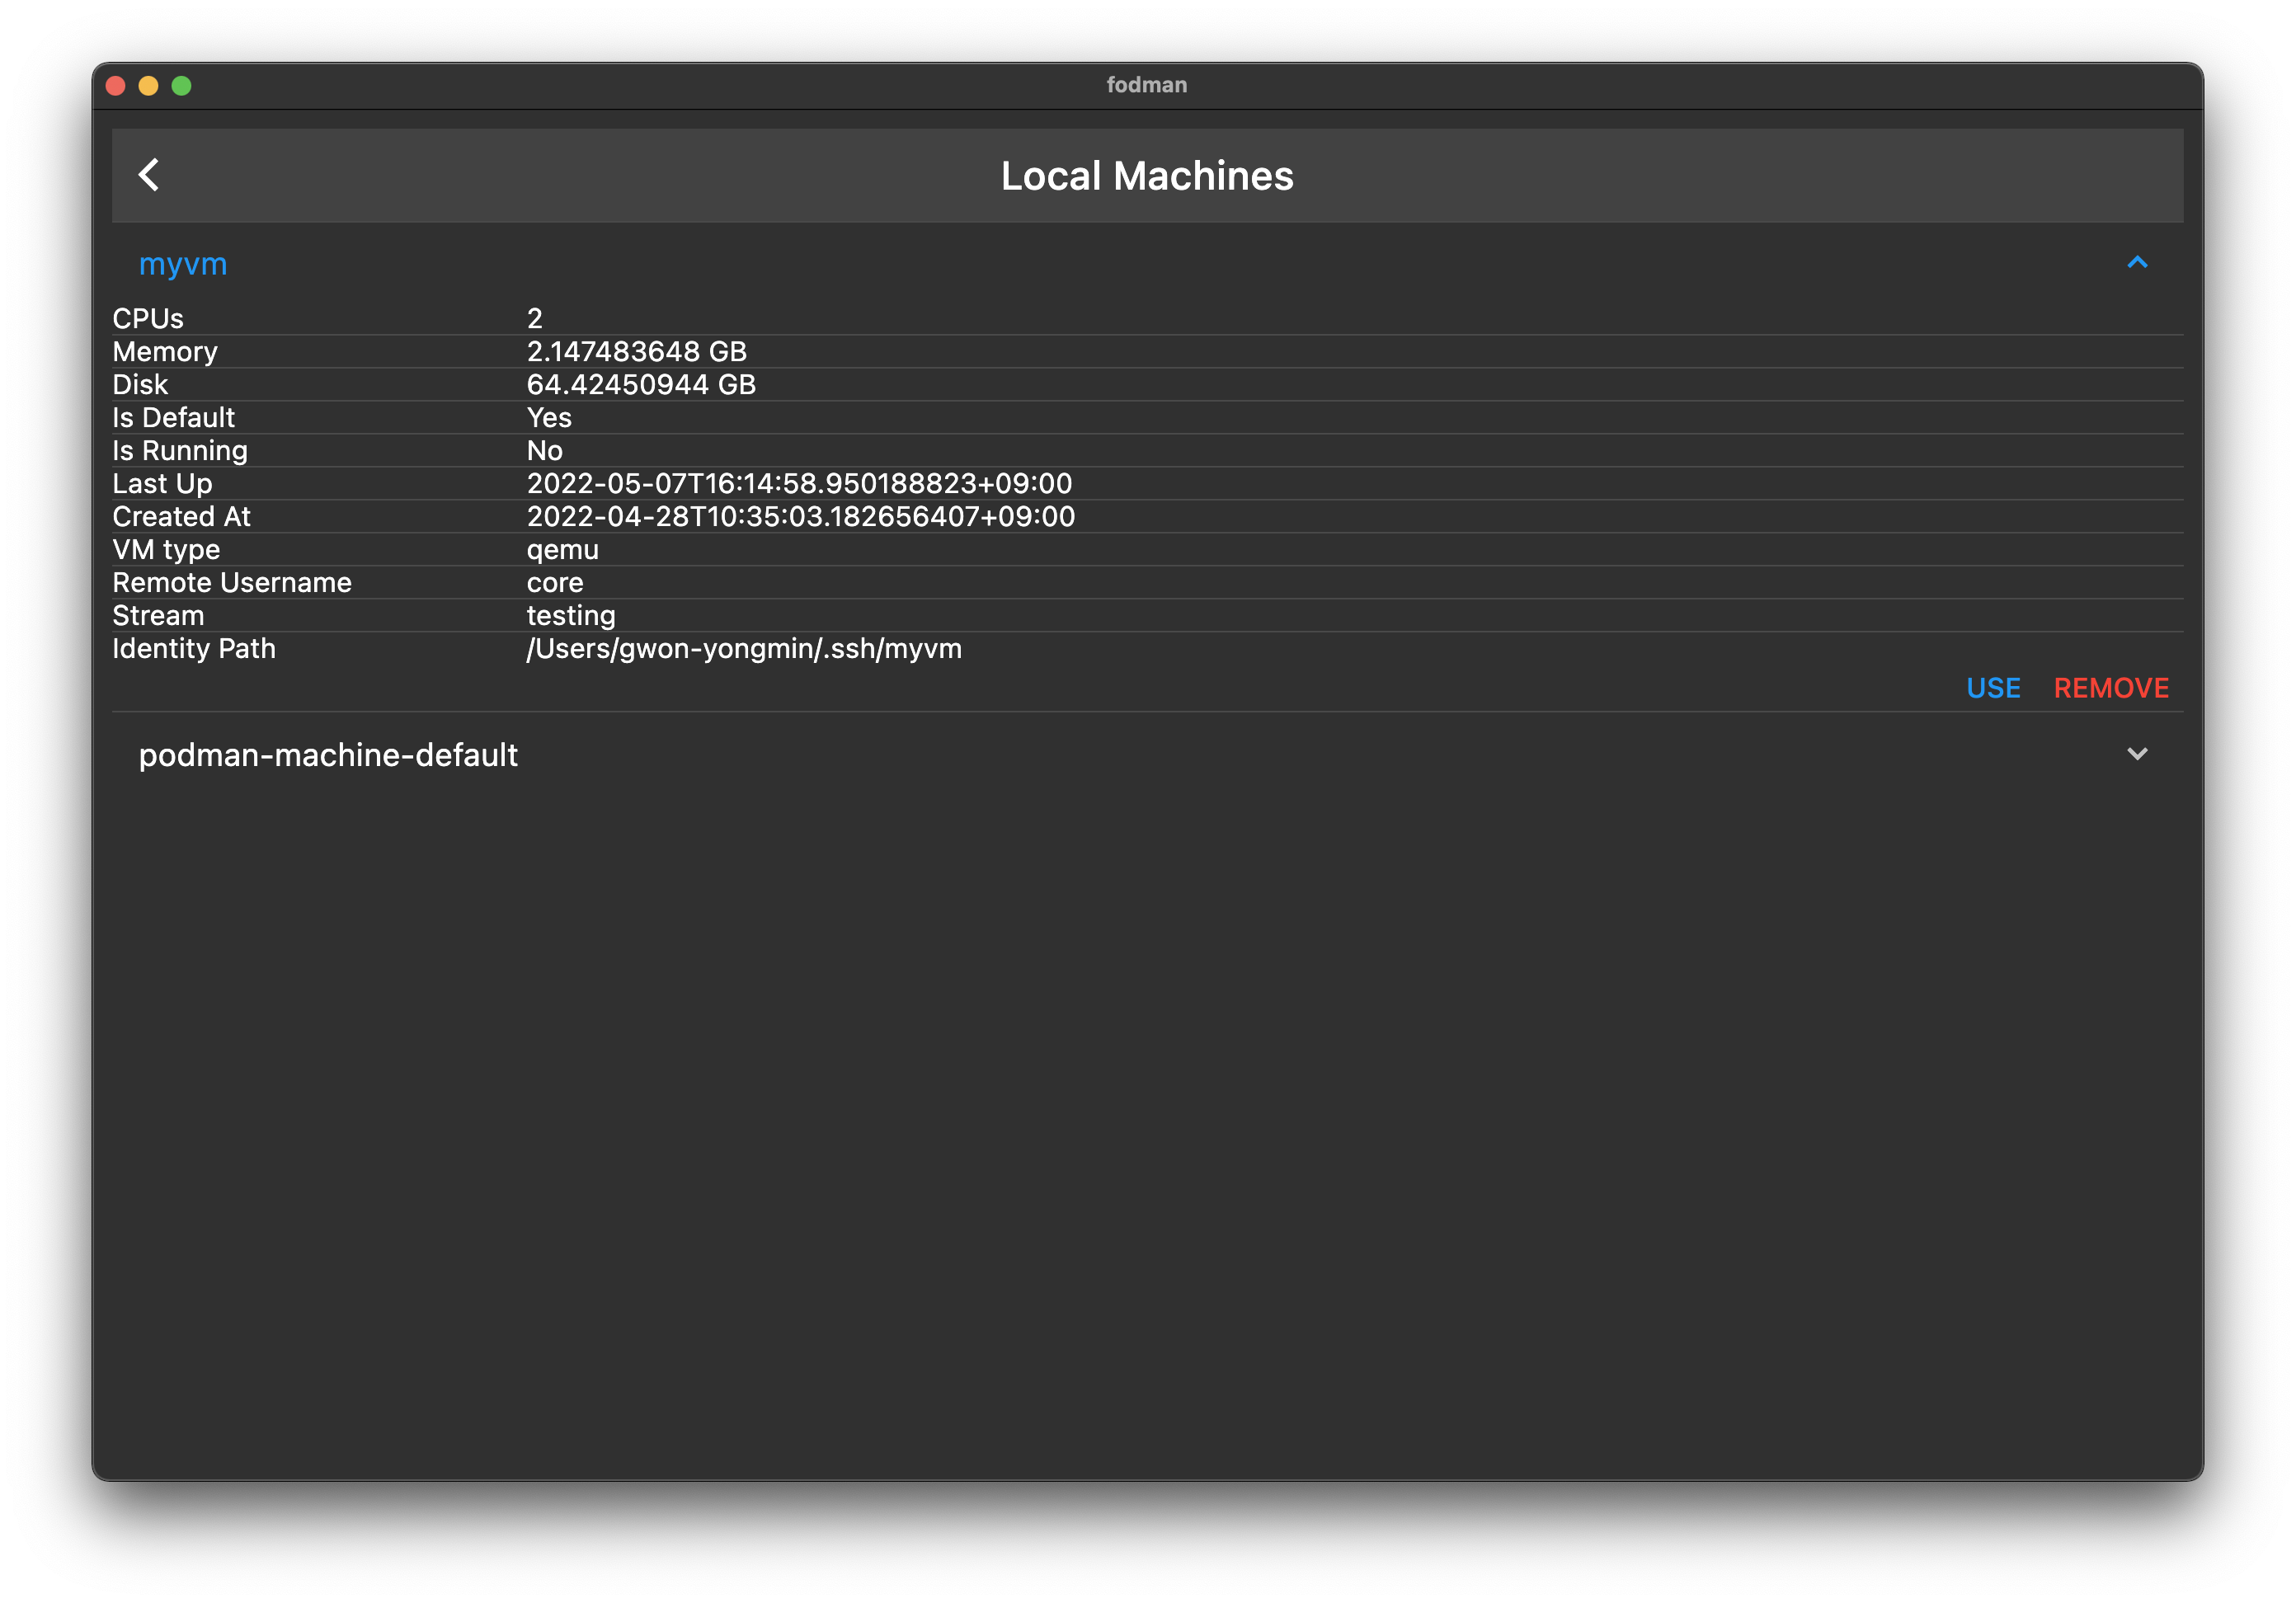 fodman
Local Machines
myvm
CPUs 2
Memory 2.147483648 GB
Disk 64.42450944 GB
Is Default Yes
Is Running No
Last Up 2022-05-07T16:14:58.950188823+09:00
Created At 2022-04-28T10:35:03.182656407+09:00
VM type qemu
Remote Username core
Stream testing
Identity Path /Users/gwon-yongmin/.ssh/myvm
USE REMOVE
podman-machine-default